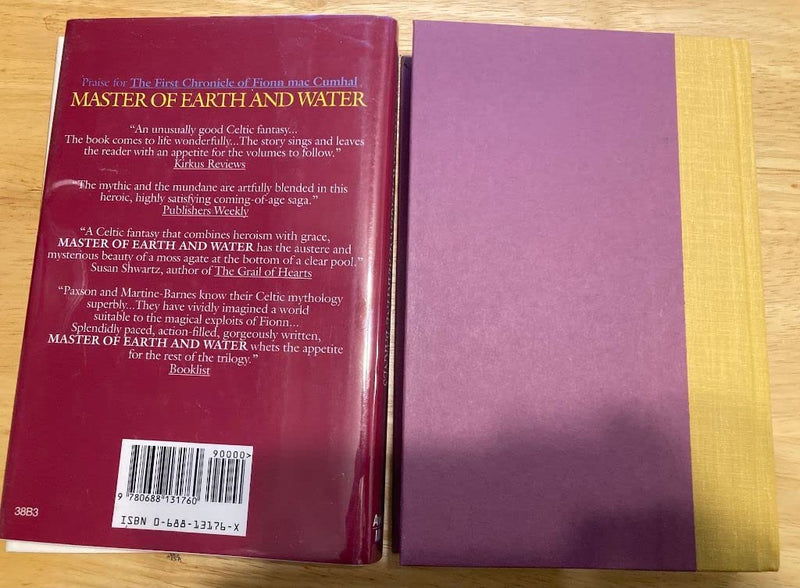 Praise for The First Chronicle of Fionn mac Cumhal,
MASTER OF EARTH AND WATER
“An unusually good Celtic fantasy...
The book comes to life wonderfully...The story sings and leaves
the reader with an appetite for the volumes to follow.”
Kirkus Reviews
“The mythic and the mundane are artfully blended in this
heroic, highly satisfying coming-of-age saga.”
Publishers Weekly
“A Celtic fantasy that combines heroism with grace,
MASTER OF EARTH AND WATER has the austere and
mysterious beauty of a moss agate at the bottom of a clear pool.”
Susan Shwartz, author of The Grail of Hearts
“Paxson and Martine-Barnes know their Celtic mythology
superbly...They have vividly imagined a world
suitable to the magical exploits of Fionn...
Splendidly paced, action-filled, gorgeously written,
MASTER OF EARTH AND WATER whets the appetite
for the rest of the trilogy.”
Booklist
90000>
9 780688 131760
ISBN 0-688-13176-X
38B3